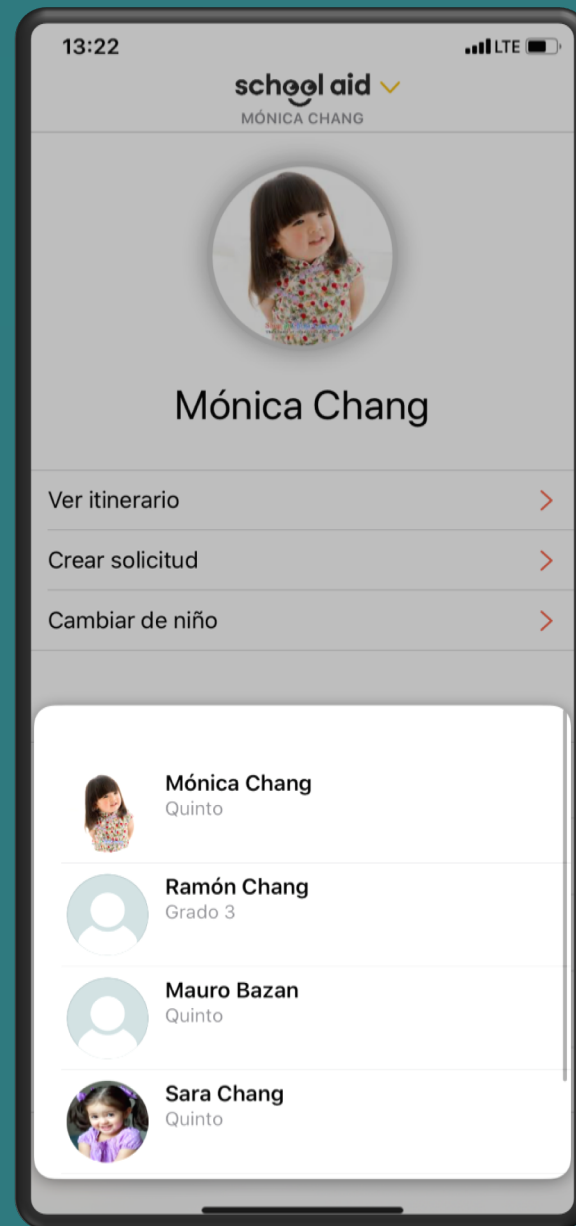 13:22
LTE
school aid
MÓNICA CHANG
Mónica Chang
Ver itinerario
Crear solicitud
Cambiar de niño
Mónica Chang
Quinto
Ramón Chang
Grado 3
Mauro Bazan
Quinto
Sara Chang
Quinto